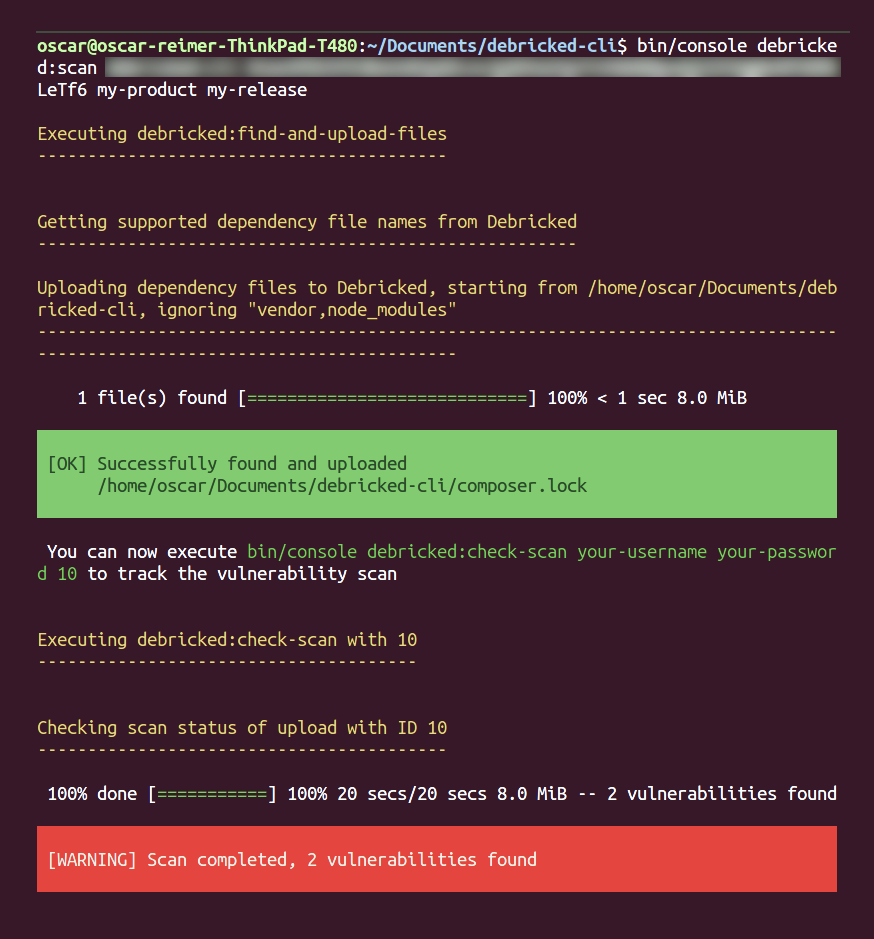 oscar@oscar-reimer-ThinkPad-T480:~/Documents/debricked-cli$ bin/console debricke
d:scan
LeTf6 my-product my-release
Executing debricked:find-and-upload-files
-----------------------------------------
Getting supported dependency file names from Debricked
------------------------------------------------------
Uploading dependency files to Debricked, starting from /home/oscar/Documents/deb
ricked-cli, ignoring "vendor,node_modules"
--------------------------------------------------------------------------------
------------------------------------------
1 file(s) found [============================] 100% < 1 sec 8.0 MiB
[OK] Successfully found and uploaded
/home/oscar/Documents/debricked-cli/composer.lock
You can now execute bin/console debricked:check-scan your-username your-passwor
d 10 to track the vulnerability scan
Executing debricked:check-scan with 10
--------------------------------------
Checking scan status of upload with ID 10
-----------------------------------------
100% done [===========] 100% 20 secs/20 secs 8.0 MiB -- 2 vulnerabilities found
[WARNING] Scan completed, 2 vulnerabilities found